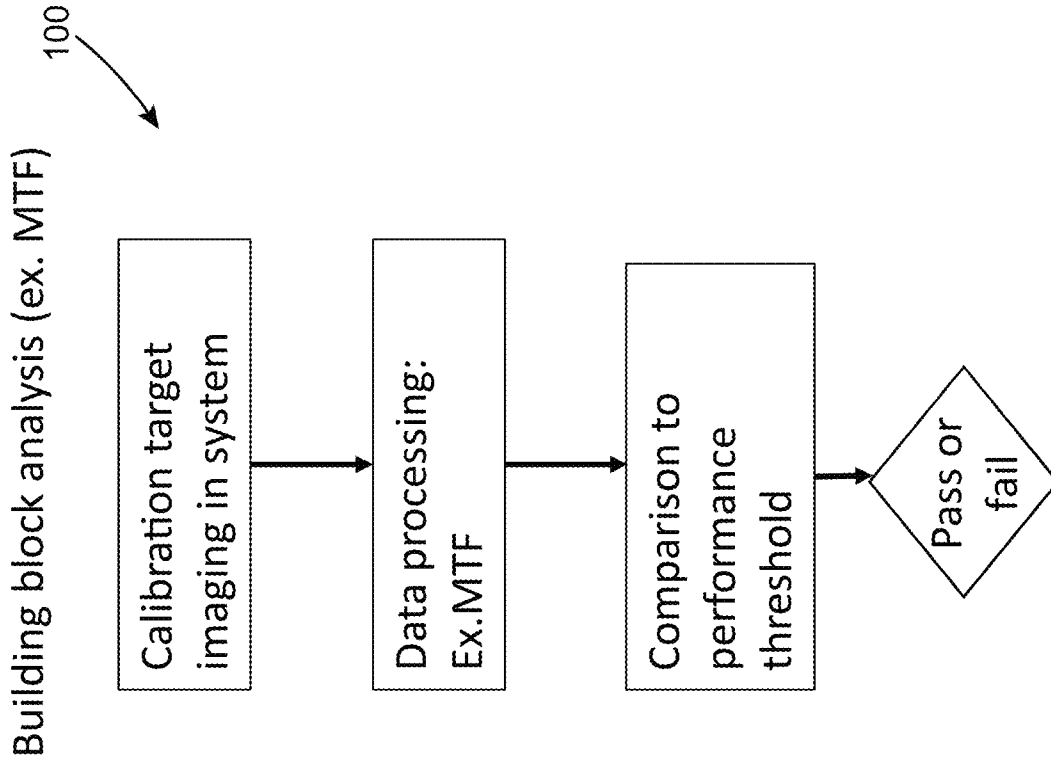 Building block analysis (ex. MTF)
100
Calibration target
imaging in system
Data processing:
Ex.MTF
Comparison to
performance
threshold
Pass or
fail